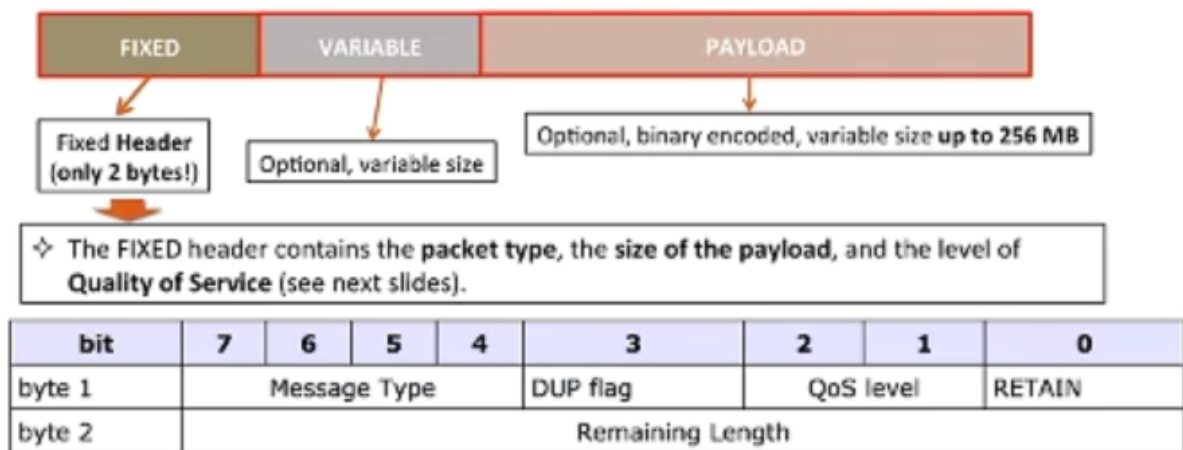 FIXED VARIABLE PAYLOAD
Fixed Header
(only 2 bytes!)
Optional, variable size
Optional, binary encoded, variable size up to 256 MB
✧ The FIXED header contains the packet type, the size of the payload, and the level of
Quality of Service (see next slides).
bit 7 6 5 4 3 2 1 0
byte 1 Message Type DUP flag QoS level RETAIN
byte 2 Remaining Length